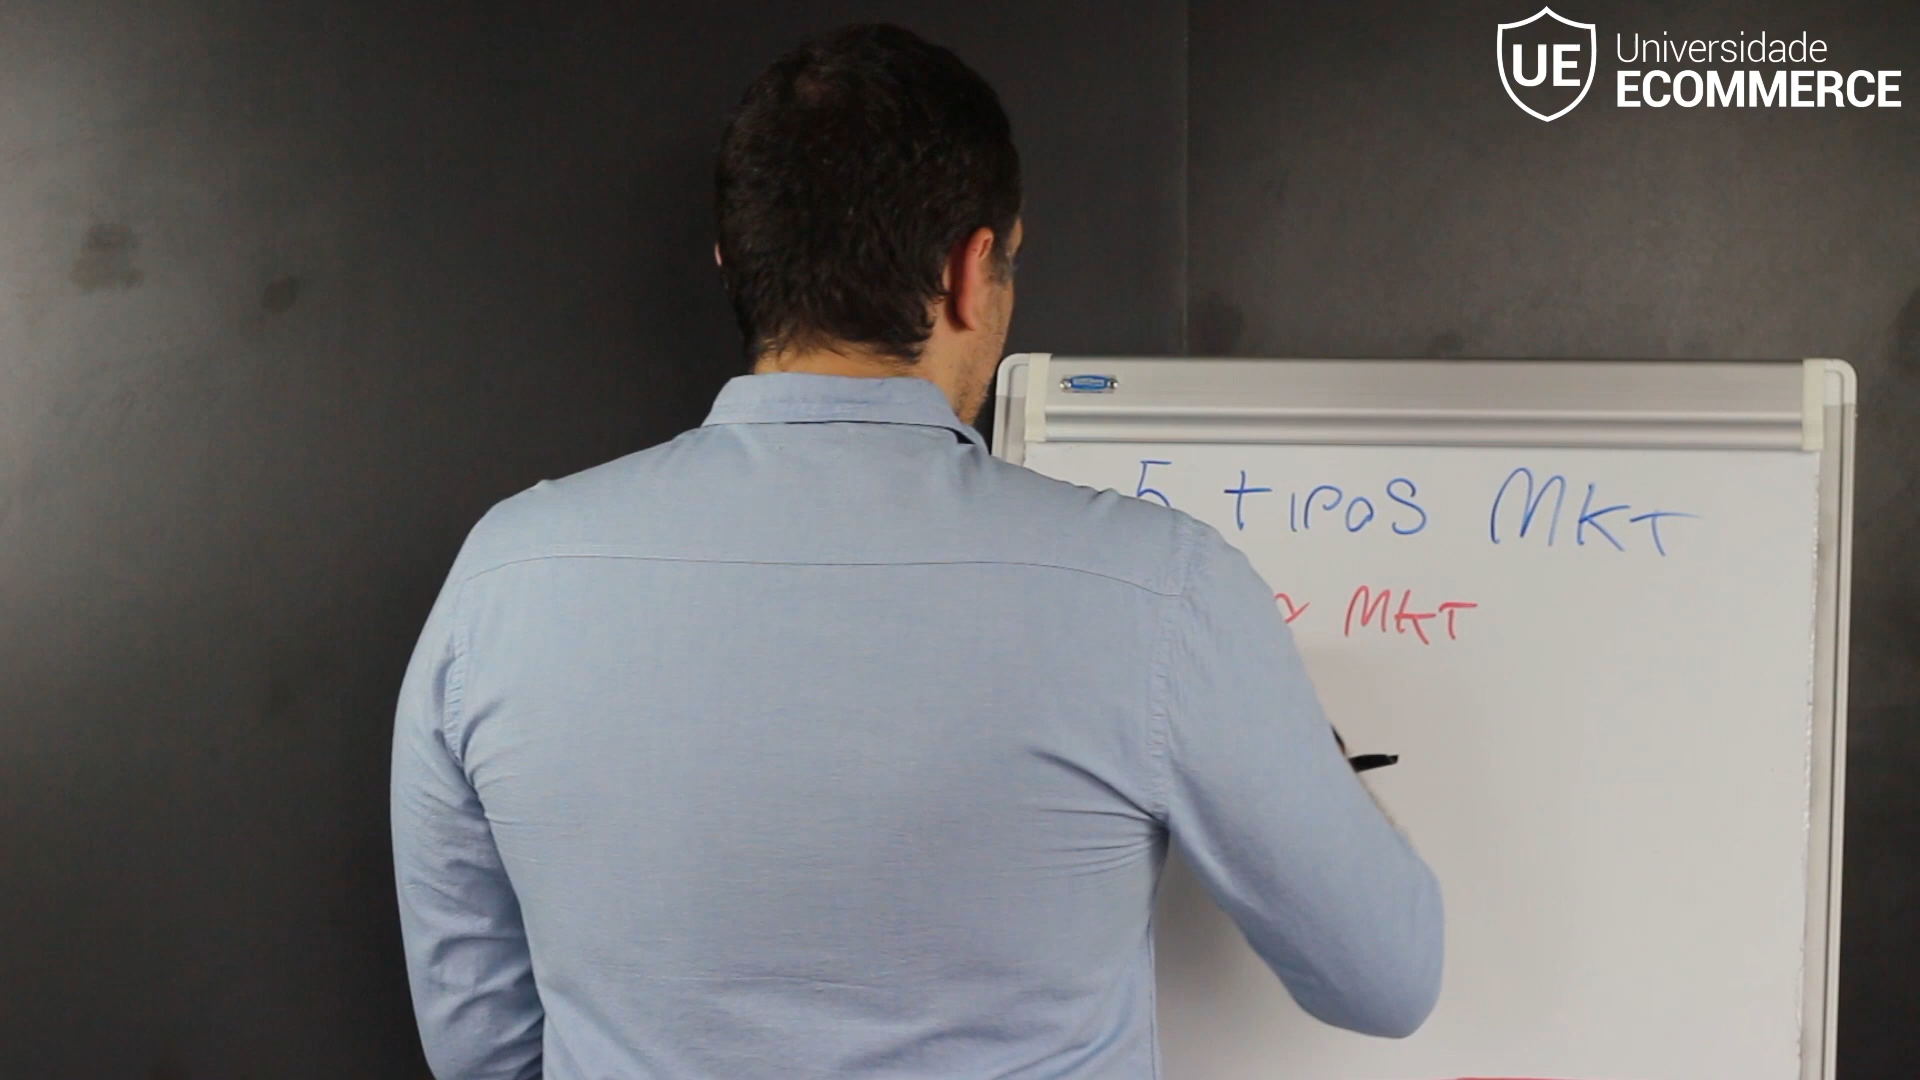 UE
Universidade
ECOMMERCE
5 TIPOS MKT
MKT